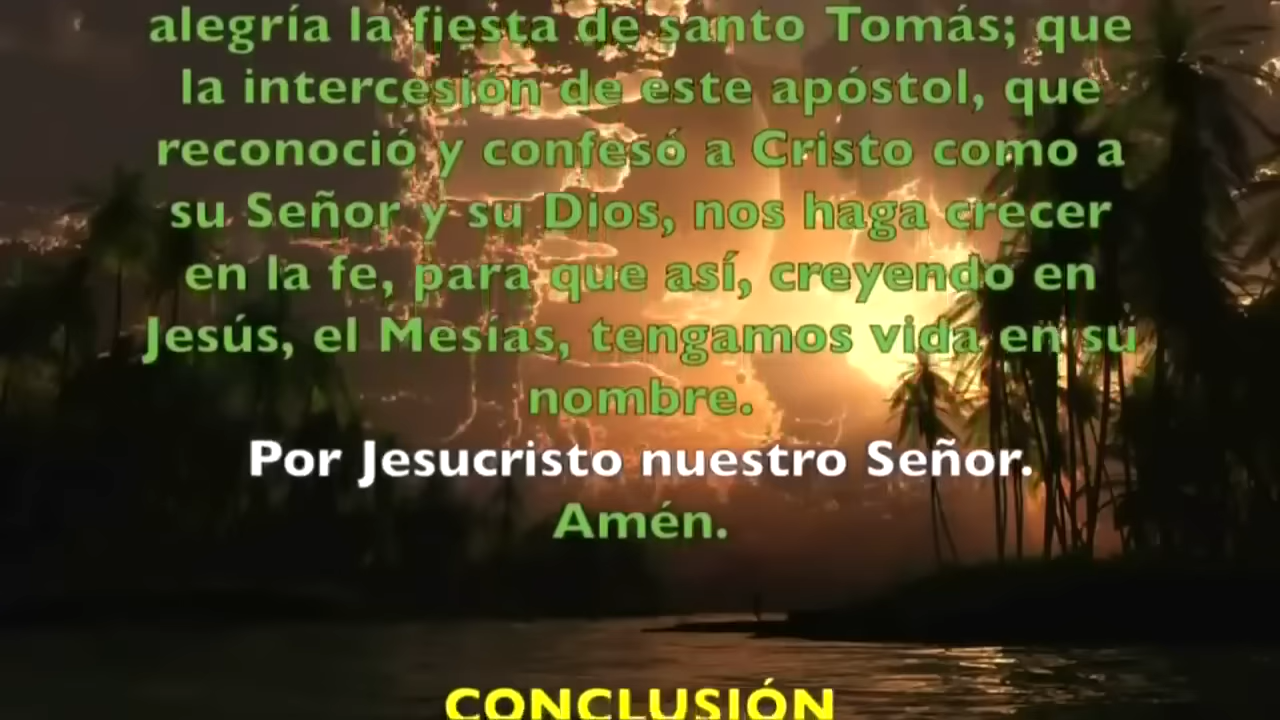 alegría la fiesta de santo Tomás; que
la intercesión de este apóstol, que
reconoció y confesó a Cristo como a
su Señor y su Dios, nos haga crecer
en la fe, para que así, creyendo en
Jesús, el Mesías, tengamos vida en su
nombre.
Por Jesucristo nuestro Señor.
Amén.
CONCLUSIÓN